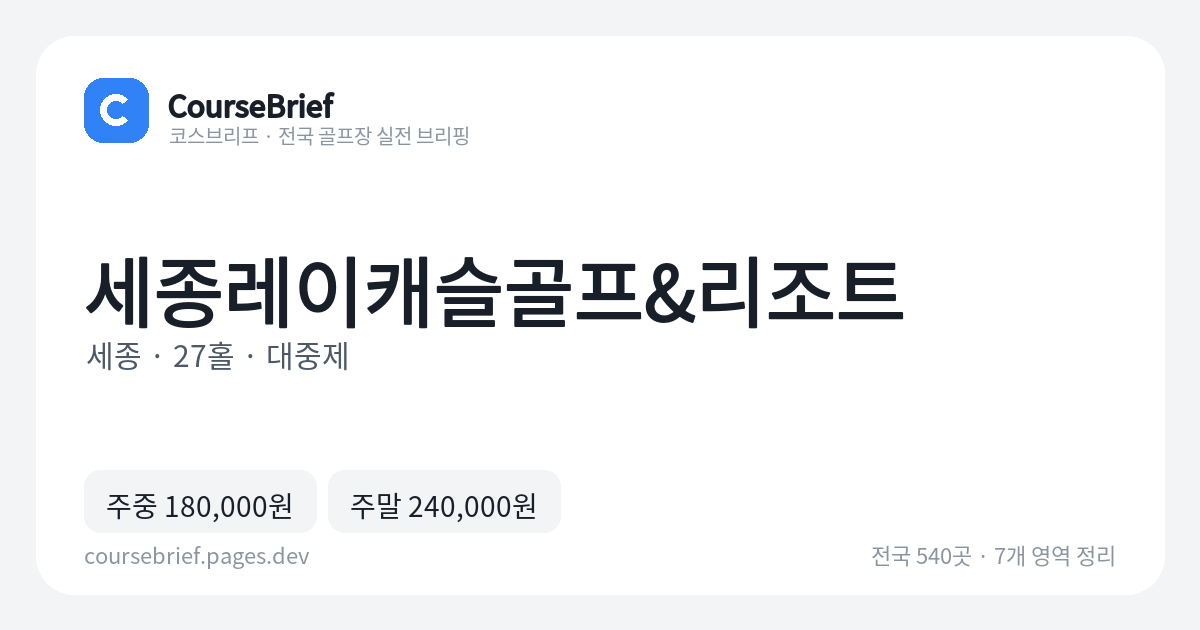 C
CourseBrief
코스브리프 · 전국 골프장 실전 브리핑
세종레이캐슬골프&리조트
세종 · 27홀 · 대중제
주중 180,000원
주말 240,000원
coursebrief.pages.dev
전국 540곳 · 7개 영역 정리